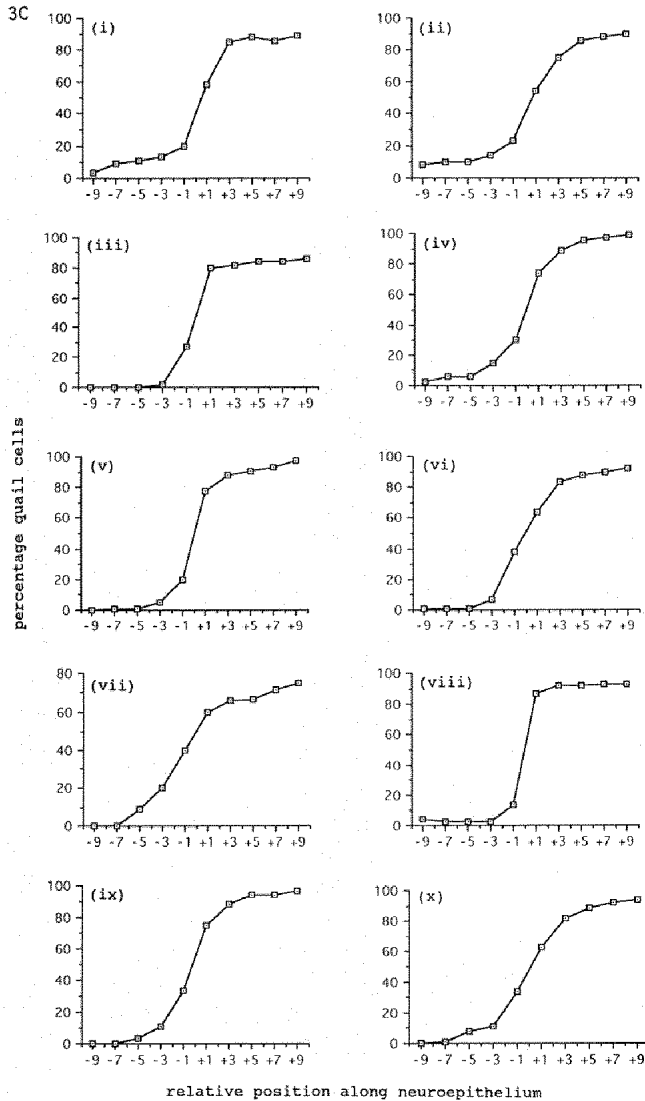 3C
(i)
100
80
60
40
20
0
-9 -7 -5 -3 -1 +1 +3 +5 +7 +9
(ii)
100
80
60
40
20
0
-9 -7 -5 -3 -1 +1 +3 +5 +7 +9
(iii)
100
80
60
40
20
0
-9 -7 -5 -3 -1 +1 +3 +5 +7 +9
(iv)
100
80
60
40
20
0
-9 -7 -5 -3 -1 +1 +3 +5 +7 +9
percentage quail cells
(v)
100
80
60
40
20
0
-9 -7 -5 -3 -1 +1 +3 +5 +7 +9
(vi)
100
80
60
40
20
0
-9 -7 -5 -3 -1 +1 +3 +5 +7 +9
(vii)
80
60
40
20
0
-9 -7 -5 -3 -1 +1 +3 +5 +7 +9
(viii)
100
80
60
40
20
0
-9 -7 -5 -3 -1 +1 +3 +5 +7 +9
(ix)
100
80
60
40
20
0
-9 -7 -5 -3 -1 +1 +3 +5 +7 +9
(x)
100
80
60
40
20
0
-9 -7 -5 -3 -1 +1 +3 +5 +7 +9
relative position along neuroepithelium